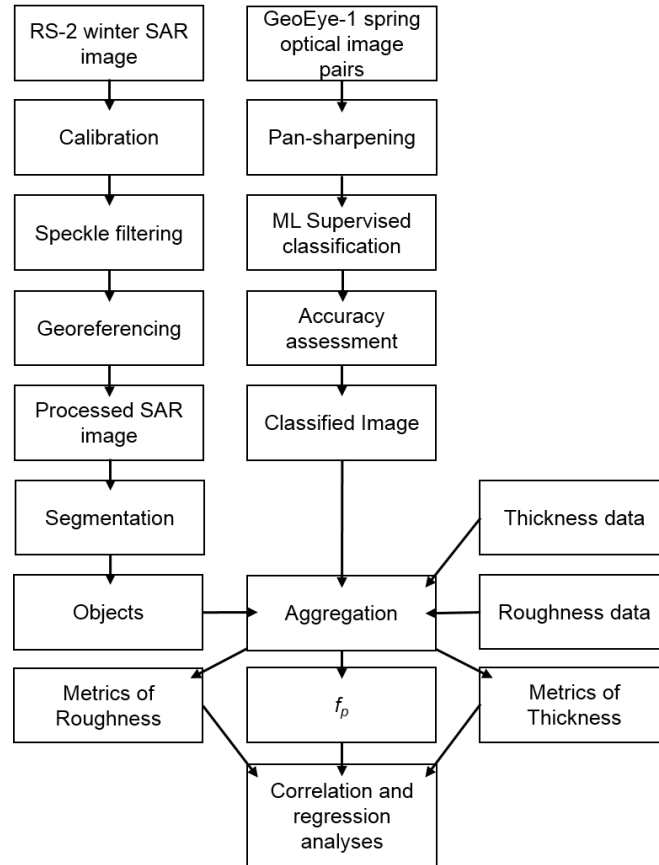 RS-2 winter SAR
image
GeoEye-1 spring
optical image
pairs
Calibration
Pan-sharpening
Speckle filtering
ML Supervised
classification
Georeferencing
Accuracy
assessment
Processed SAR
image
Classified Image
Segmentation
Thickness data
Objects
Aggregation
Roughness data
Metrics of
Roughness
fp
Metrics of
Thickness
Correlation and
regression
analyses